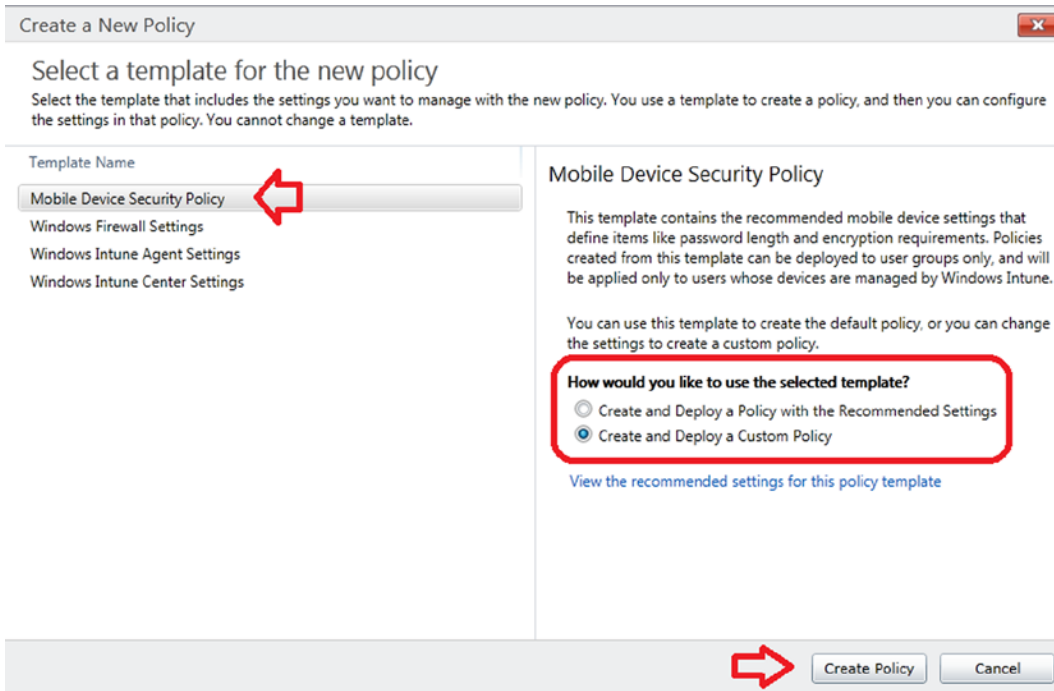 Create a New Policy
Select a template for the new policy
Select the template that includes the settings you want to manage with the new policy. You use a template to create a policy, and then you can configure
the settings in that policy. You cannot change a template.
Template Name
Mobile Device Security Policy
Windows Firewall Settings
Windows Intune Agent Settings
Windows Intune Center Settings
Mobile Device Security Policy
This template contains the recommended mobile device settings that
define items like password length and encryption requirements. Policies
created from this template can be deployed to user groups only, and will
be applied only to users whose devices are managed by Windows Intune.
You can use this template to create the default policy, or you can change
the settings to create a custom policy.
How would you like to use the selected template?
Create and Deploy a Policy with the Recommended Settings
Create and Deploy a Custom Policy
View the recommended settings for this policy template
Create Policy
Cancel